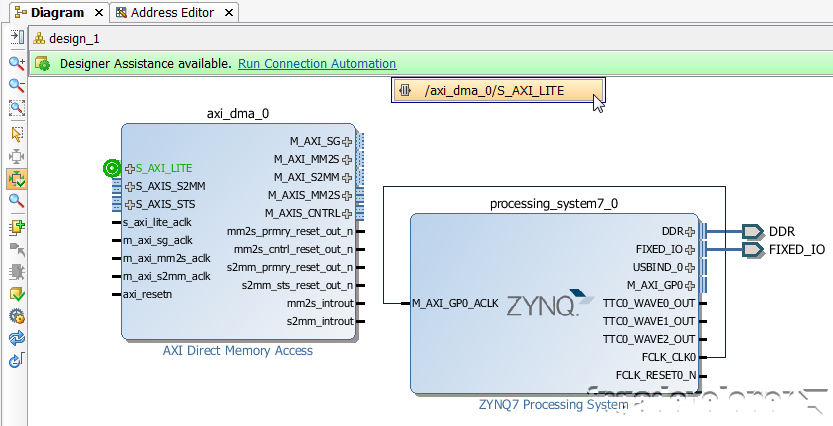 Diagram × Address Editor ×
design_1
Designer Assistance available. Run Connection Automation
/axi_dma_0/S_AXI_LITE
axi_dma_0
S_AXI_LITE
S_AXIS_S2MM
S_AXIS_STS
s_axi_lite_aclk
m_axi_sg_aclk
m_axi_mm2s_aclk
m_axi_s2mm_aclk
axi_resetn
M_AXI_SG
M_AXI_MM2S
M_AXI_S2MM
M_AXIS_MM2S
M_AXIS_CNTRL
mm2s_prmry_reset_out_n
mm2s_cntrl_reset_out_n
s2mm_prmry_reset_out_n
s2mm_sts_reset_out_n
mm2s_introut
s2mm_introut
AXI Direct Memory Access
processing_system7_0
M_AXI_GP0_ACLK
ZYNQ
DDR
FIXED_IO
USBIND_0
M_AXI_GP0
TTC0_WAVE0_OUT
TTC0_WAVE1_OUT
TTC0_WAVE2_OUT
FCLK_CLK0
FCLK_RESET0_N
DDR
FIXED_IO
ZYNQ7 Processing System